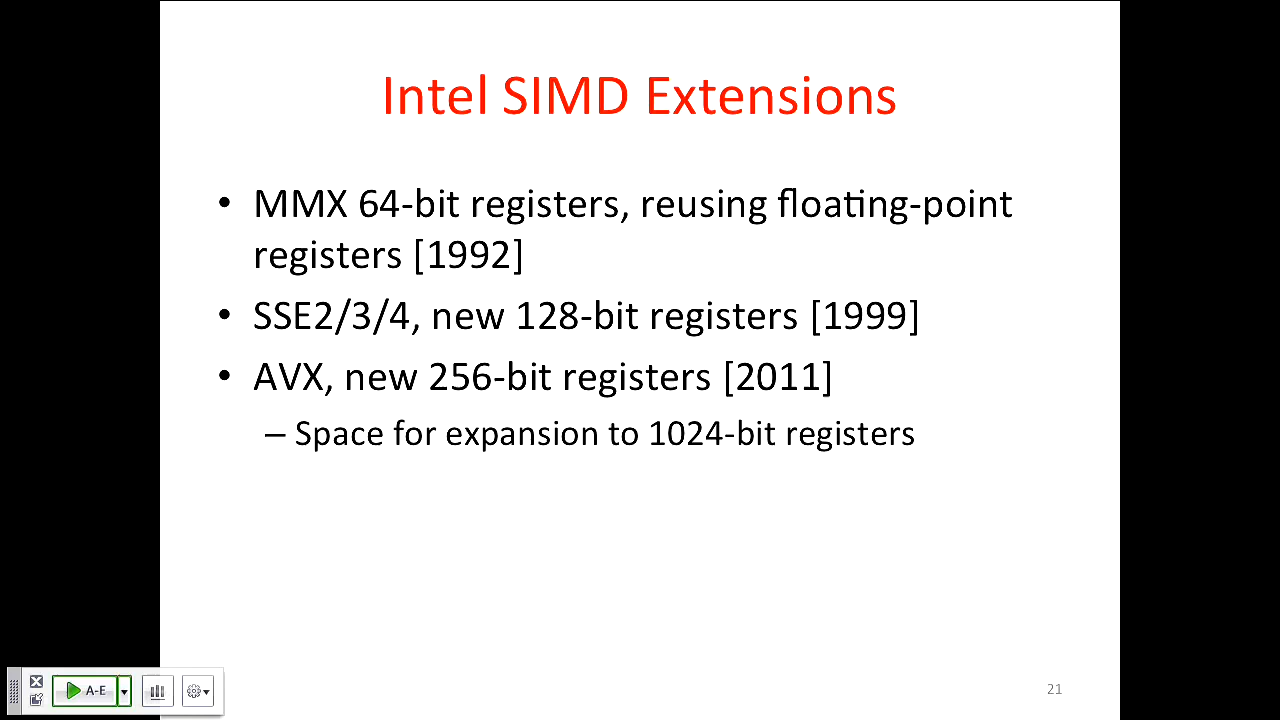 Intel SIMD Extensions
• MMX 64-bit registers, reusing floating-point
registers [1992]
• SSE2/3/4, new 128-bit registers [1999]
• AVX, new 256-bit registers [2011]
– Space for expansion to 1024-bit registers
A-E
21